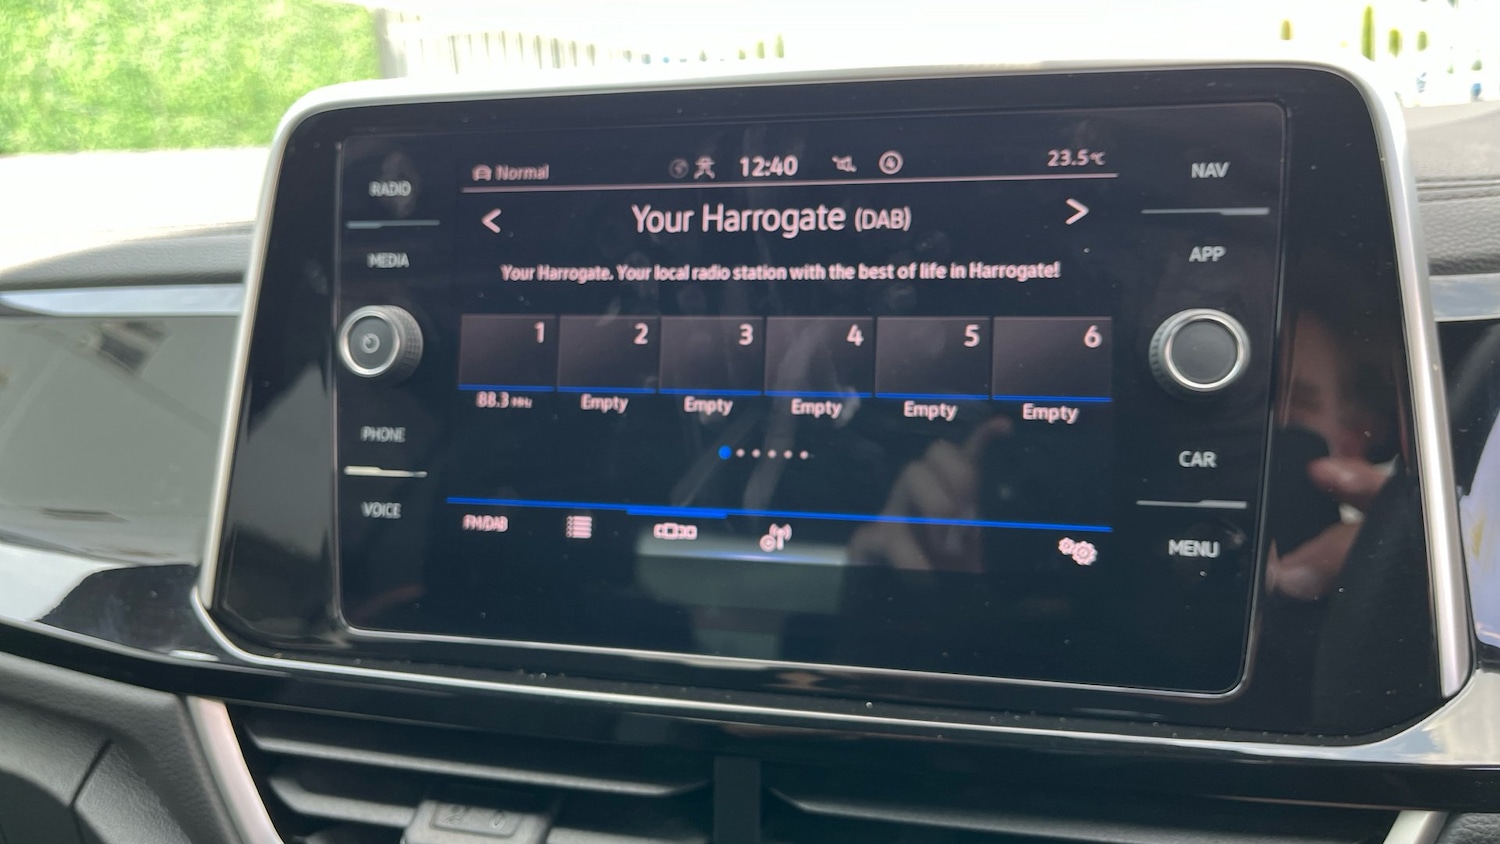 Normal 12:40 23.5°C
RADIO
NAV
Your Harrogate (DAB)
MEDIA
APP
Your Harrogate. Your local radio station with the best of life in Harrogate!
1 2 3 4 5 6
88.3 MHz Empty Empty Empty Empty Empty
PHONE
CAR
VOICE
FM/DAB
MENU